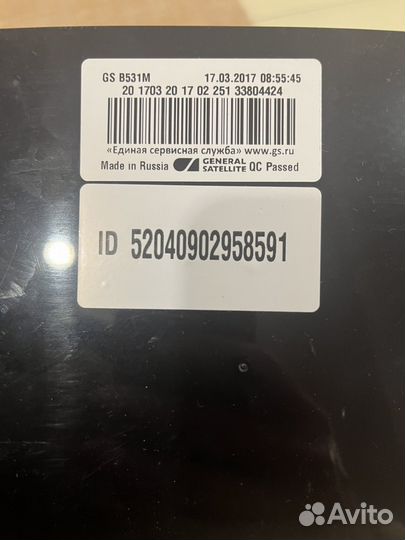 GS B531M 17.03.2017 08:55:45
20 1703 20 17 02 251 33804424
«Единая сервисная служба» www.gs.ru
Made in Russia GENERAL SATELLITE QC Passed
ID 52040902958591
Avito